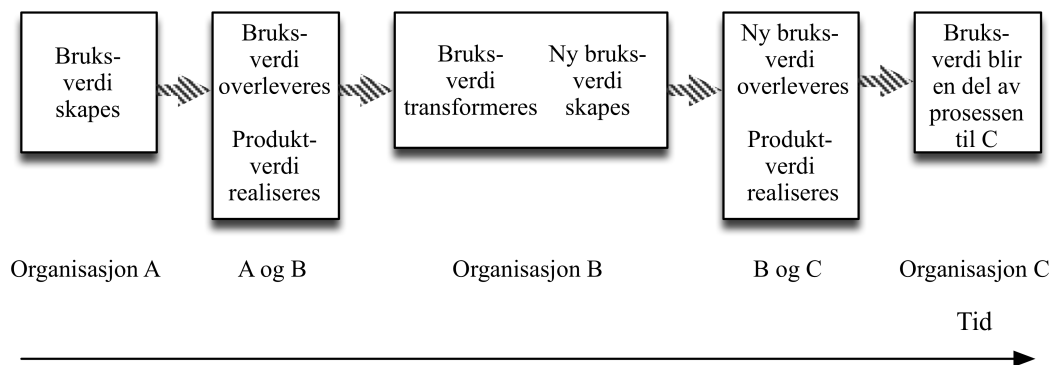 Bruks-
verdi
skapes
Bruks-
verdi
overleveres
Produkt-
verdi
realiseres
Bruks-
verdi
transformeres
Ny bruks-
verdi
skapes
Ny bruks-
verdi
overleveres
Produkt-
verdi
realiseres
Bruks-
verdi blir
en del av
prosessen
til C
Organisasjon A
A og B
Organisasjon B
B og C
Organisasjon C
Tid